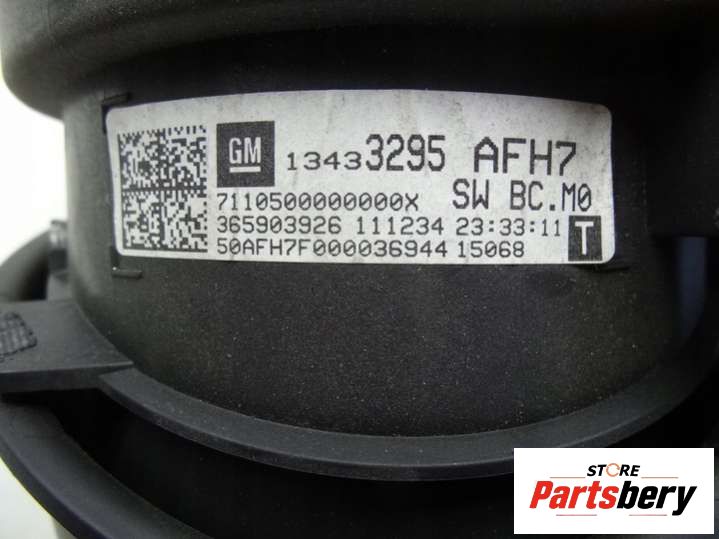 GM 13433295 AFH7
7110500000000X SW BC.M0
365903926 111234 23:33:11
50AFH7F000036944 15068 T
STORE
Partsbery